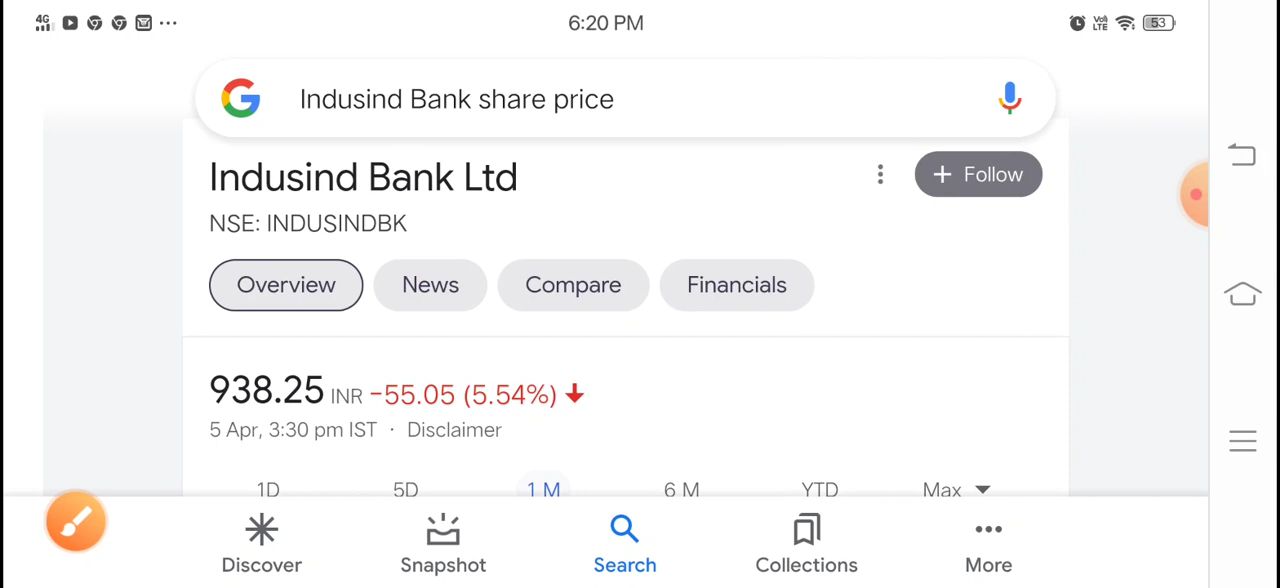 4G 6:20 PM Vo) LTE 53
Indusind Bank share price
Indusind Bank Ltd
+ Follow
NSE: INDUSINDBK
Overview News Compare Financials
938.25 INR −55.05 (5.54%)
5 Apr, 3:30 pm IST · Disclaimer
1D 5D 1 M 6 M YTD Max
Discover Snapshot Search Collections More